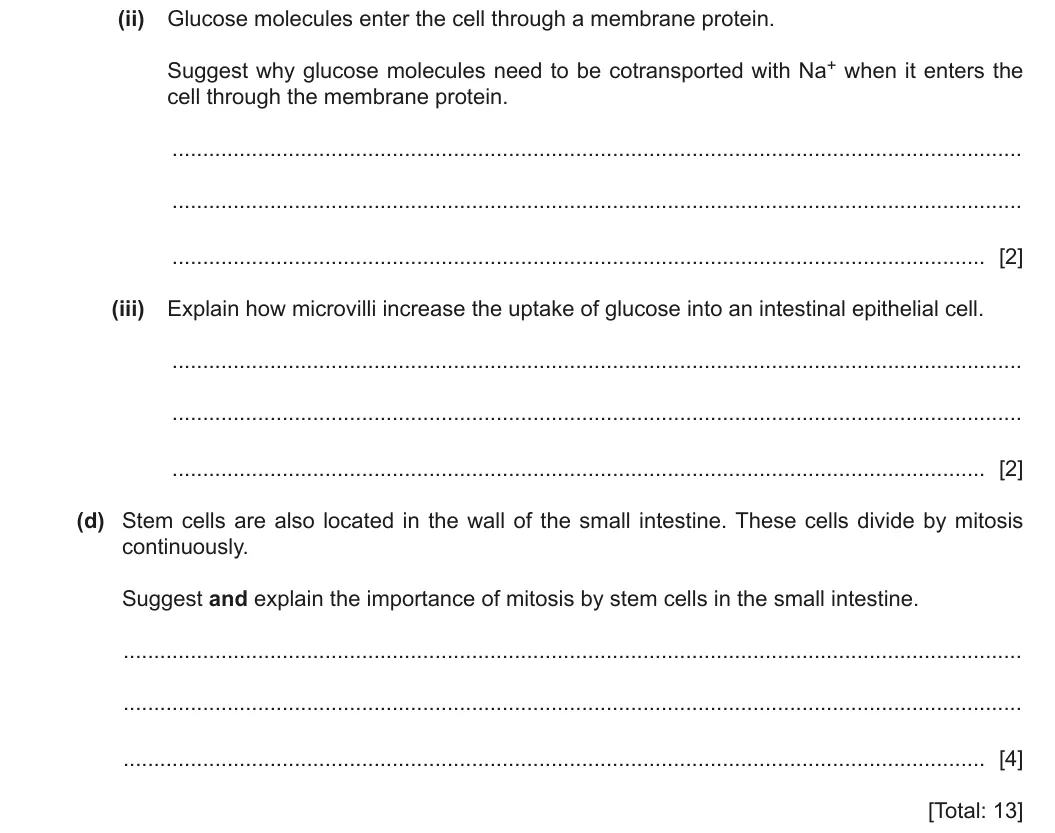 (ii) Glucose molecules enter the cell through a membrane protein.
Suggest why glucose molecules need to be cotransported with Na⁺ when it enters the
cell through the membrane protein.
....................................................................................................................................
....................................................................................................................................
.............................................................................................................................. [2]
(iii) Explain how microvilli increase the uptake of glucose into an intestinal epithelial cell.
....................................................................................................................................
....................................................................................................................................
.............................................................................................................................. [2]
(d) Stem cells are also located in the wall of the small intestine. These cells divide by mitosis
continuously.
Suggest and explain the importance of mitosis by stem cells in the small intestine.
............................................................................................................................................
............................................................................................................................................
...................................................................................................................................... [4]
[Total: 13]